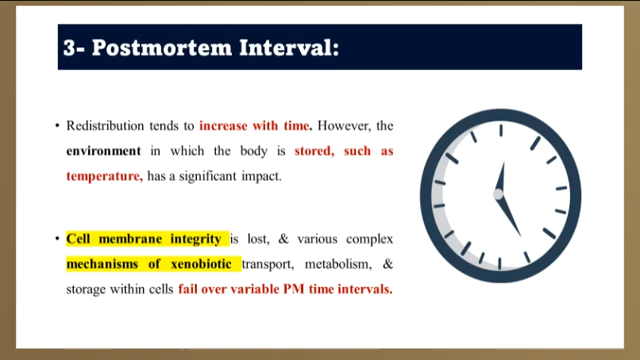 3- Postmortem Interval:
• Redistribution tends to increase with time. However, the
environment in which the body is stored, such as
temperature, has a significant impact.
• Cell membrane integrity is lost, & various complex
mechanisms of xenobiotic transport, metabolism, &
storage within cells fail over variable PM time intervals.